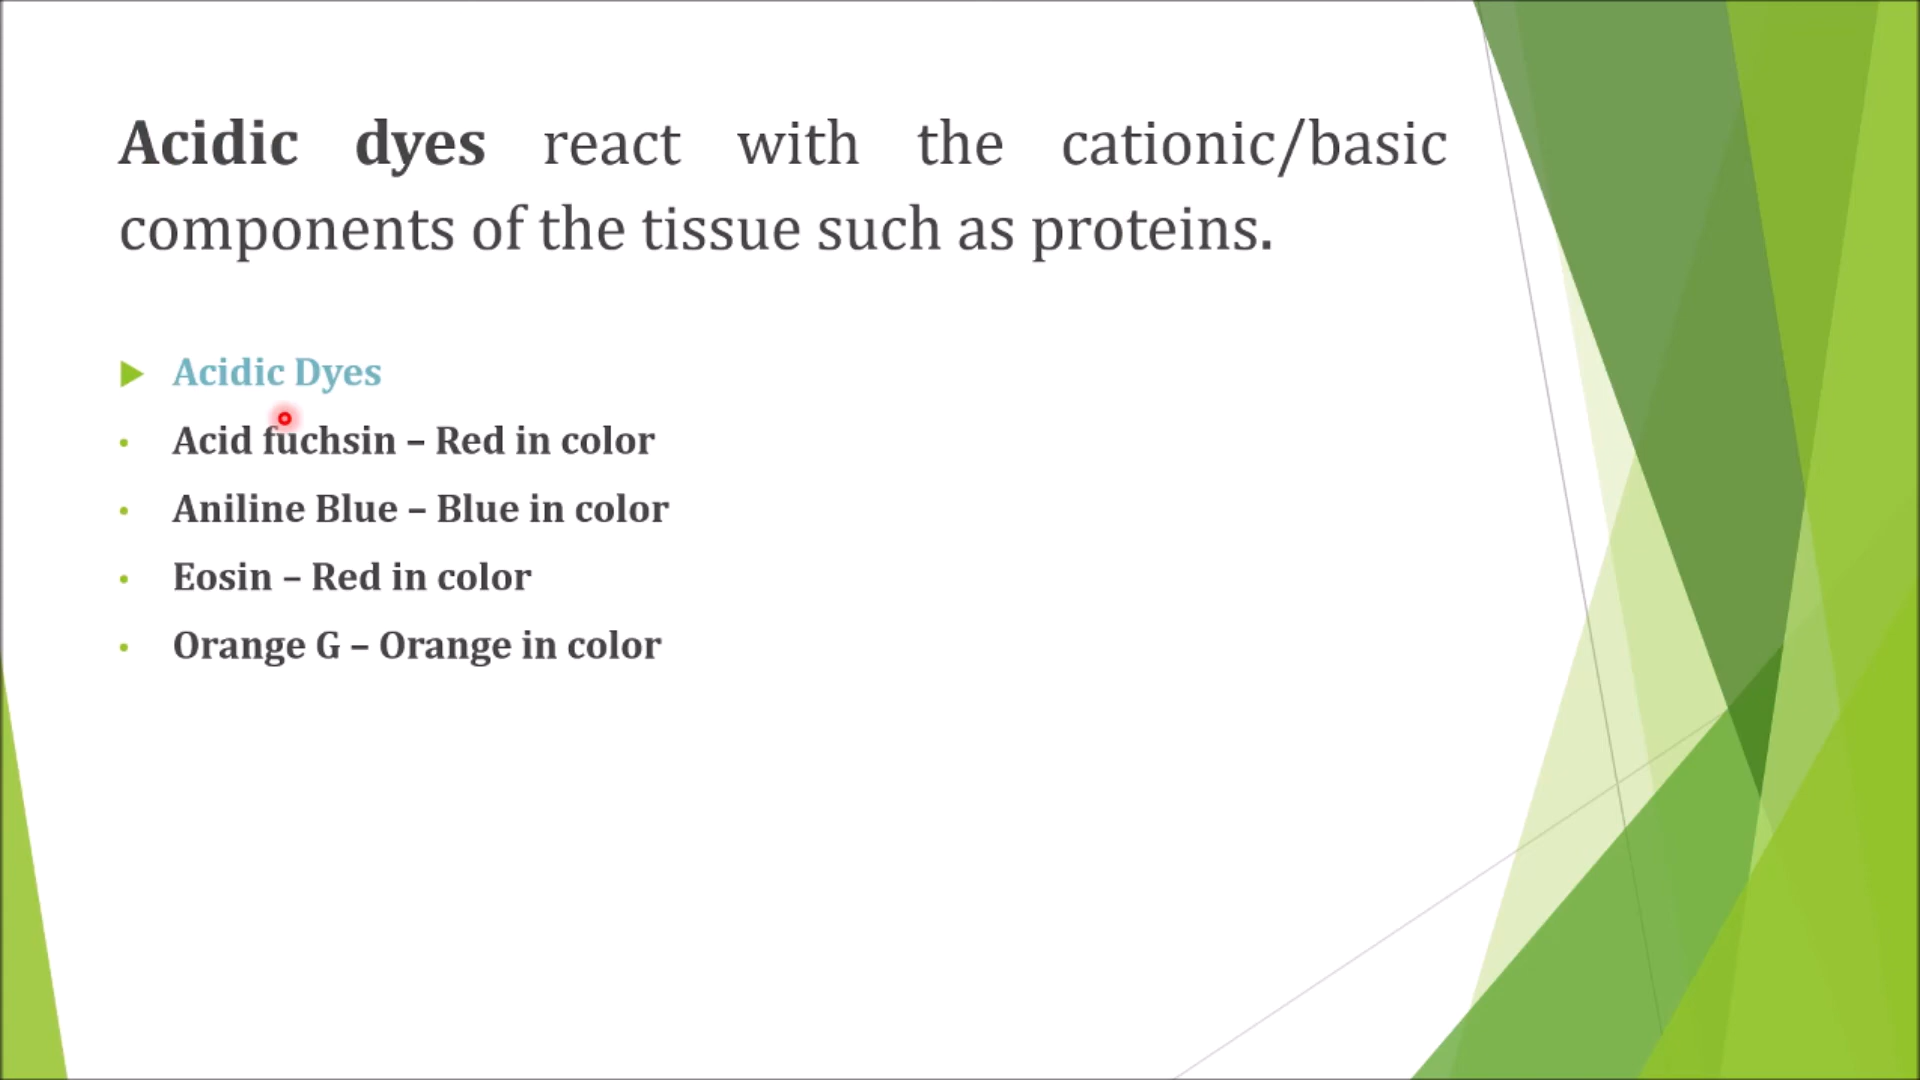 Acidic dyes react with the cationic/basic
components of the tissue such as proteins.
Acidic Dyes
Acid fuchsin – Red in color
Aniline Blue – Blue in color
Eosin – Red in color
Orange G – Orange in color